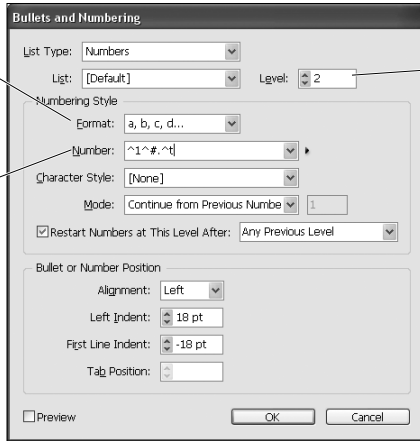 Bullets and Numbering
List Type: Numbers
List: [Default] Level: 2
Numbering Style
Format: a, b, c, d...
Number: ^1^#.^t
Character Style: [None]
Mode: Continue from Previous Numbe 1
Restart Numbers at This Level After: Any Previous Level
Bullet or Number Position
Alignment: Left
Left Indent: 18 pt
First Line Indent: -18 pt
Tab Position:
Preview OK Cancel